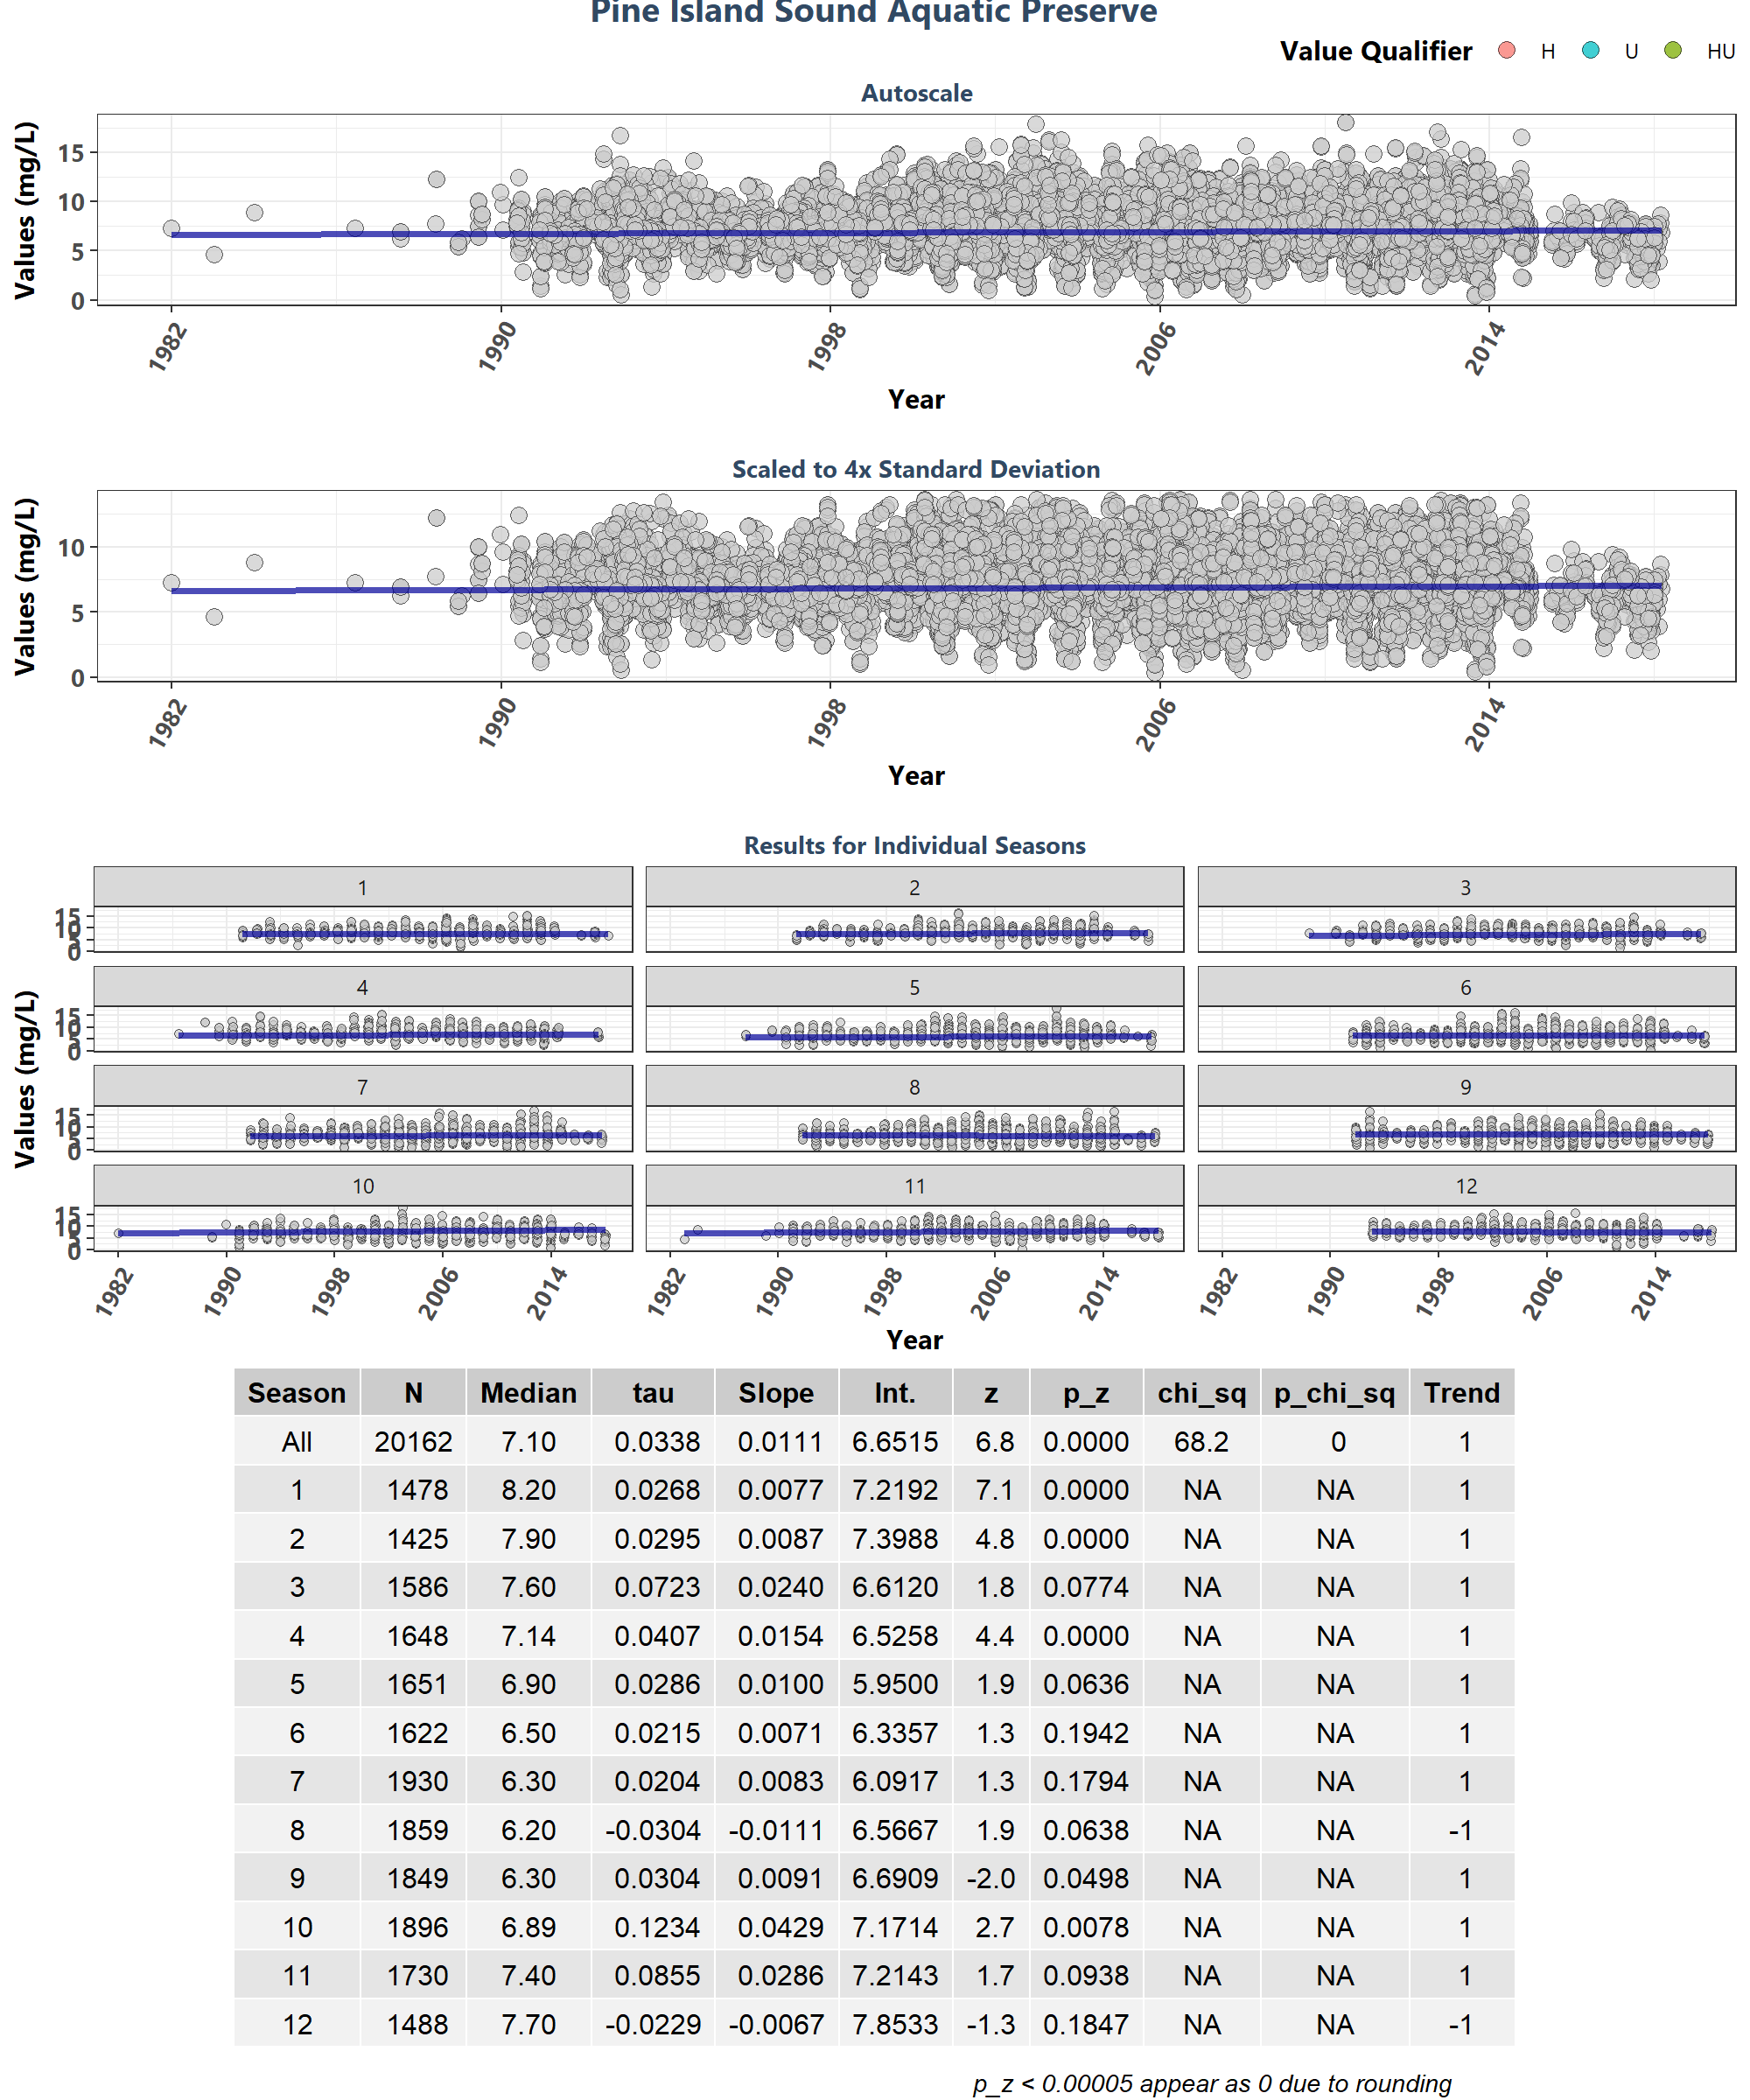 Pine Island Sound Aquatic Preserve
Value Qualifier H U HU
Autoscale
Values (mg/L)
15
10
5
0
1982 1990 1998 2006 2014
Year
Scaled to 4x Standard Deviation
Values (mg/L)
10
5
0
1982 1990 1998 2006 2014
Year
Results for Individual Seasons
Values (mg/L)
1 2 3
15
10
5
0
4 5 6
15
10
5
0
7 8 9
15
10
5
0
10 11 12
15
10
5
0
1982 1990 1998 2006 2014 1982 1990 1998 2006 2014 1982 1990 1998 2006 2014
Year
Season N Median tau Slope Int. z p_z chi_sq p_chi_sq Trend
All 20162 7.10 0.0338 0.0111 6.6515 6.8 0.0000 68.2 0 1
1 1478 8.20 0.0268 0.0077 7.2192 7.1 0.0000 NA NA 1
2 1425 7.90 0.0295 0.0087 7.3988 4.8 0.0000 NA NA 1
3 1586 7.60 0.0723 0.0240 6.6120 1.8 0.0774 NA NA 1
4 1648 7.14 0.0407 0.0154 6.5258 4.4 0.0000 NA NA 1
5 1651 6.90 0.0286 0.0100 5.9500 1.9 0.0636 NA NA 1
6 1622 6.50 0.0215 0.0071 6.3357 1.3 0.1942 NA NA 1
7 1930 6.30 0.0204 0.0083 6.0917 1.3 0.1794 NA NA 1
8 1859 6.20 -0.0304 -0.0111 6.5667 1.9 0.0638 NA NA -1
9 1849 6.30 0.0304 0.0091 6.6909 -2.0 0.0498 NA NA 1
10 1896 6.89 0.1234 0.0429 7.1714 2.7 0.0078 NA NA 1
11 1730 7.40 0.0855 0.0286 7.2143 1.7 0.0938 NA NA 1
12 1488 7.70 -0.0229 -0.0067 7.8533 -1.3 0.1847 NA NA -1
p_z < 0.00005 appear as 0 due to rounding